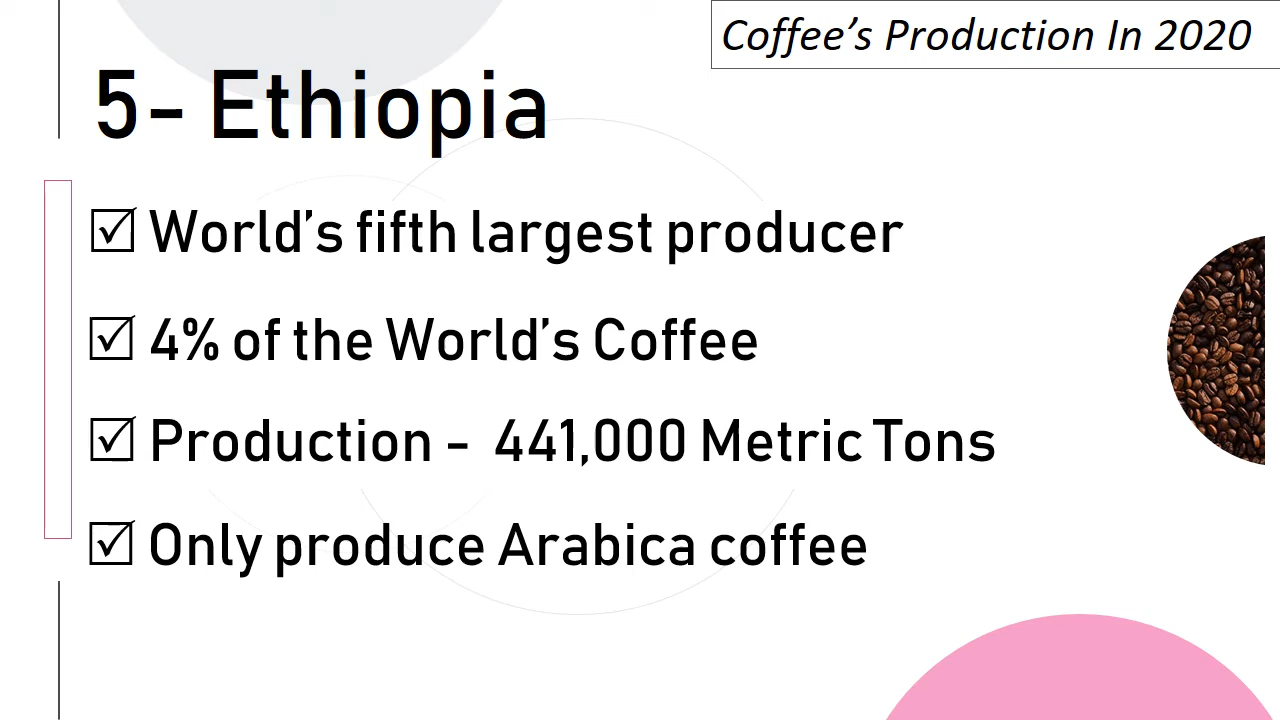 Coffee's Production In 2020
5- Ethiopia
☑ World's fifth largest producer
☑ 4% of the World's Coffee
☑ Production - 441,000 Metric Tons
☑ Only produce Arabica coffee